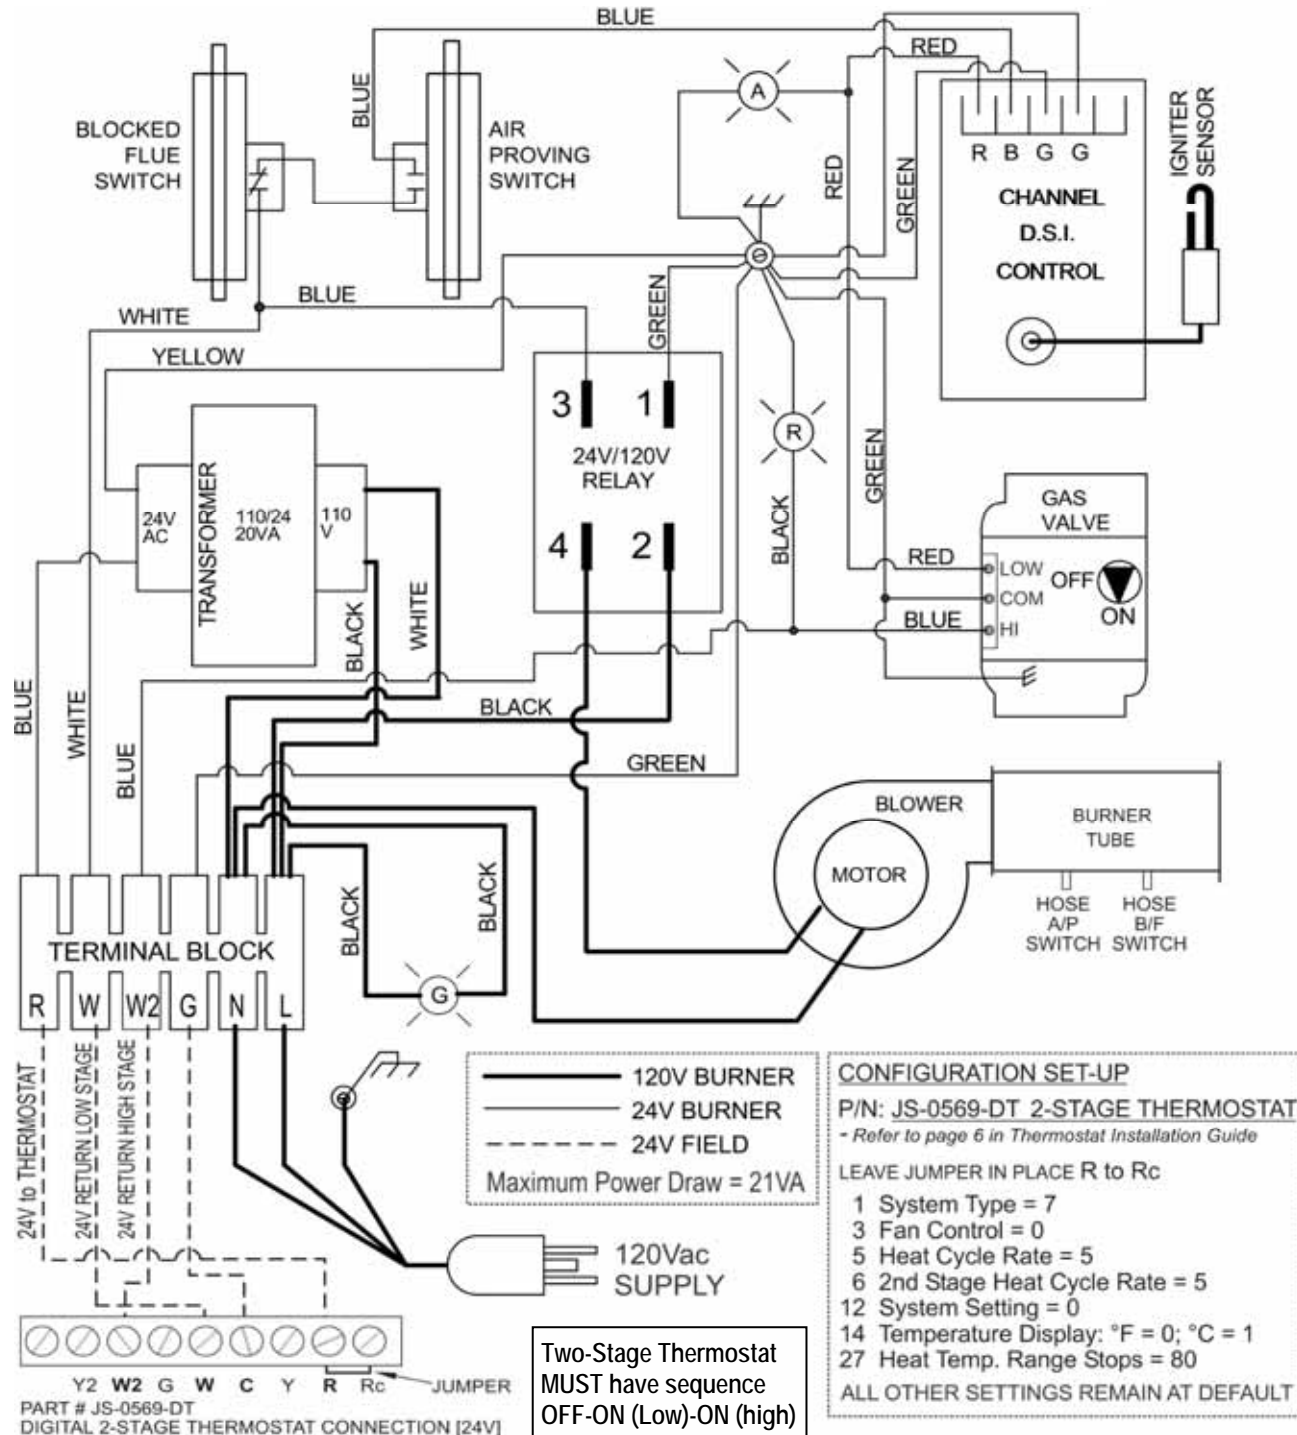 BLUE
RED
A
BLUE
BLOCKED
FLUE
SWITCH
AIR
PROVING
SWITCH
RED
GREEN
R B G G
CHANNEL
D.S.I.
CONTROL
IGNITER
SENSOR
BLUE
WHITE
YELLOW
GREEN
3 1
24V/120V
RELAY
4 2
R
BLACK
GREEN
24V
AC
TRANSFORMER
110/24
20VA
110
V
BLACK
WHITE
GAS
VALVE
RED
LOW
COM
HI
OFF
ON
BLUE
BLUE
WHITE
BLUE
BLACK
GREEN
BLOWER
MOTOR
BURNER
TUBE
HOSE
A/P
SWITCH
HOSE
B/F
SWITCH
BLACK
BLACK
G
TERMINAL BLOCK
R W W2 G N L
24V to THERMOSTAT
24V RETURN LOW STAGE
24V RETURN HIGH STAGE
120V BURNER
24V BURNER
24V FIELD
Maximum Power Draw = 21VA
120Vac
SUPPLY
CONFIGURATION SET-UP
P/N: JS-0569-DT 2-STAGE THERMOSTAT
- Refer to page 6 in Thermostat Installation Guide
LEAVE JUMPER IN PLACE R to Rc
1 System Type = 7
3 Fan Control = 0
5 Heat Cycle Rate = 5
6 2nd Stage Heat Cycle Rate = 5
12 System Setting = 0
14 Temperature Display: °F = 0; °C = 1
27 Heat Temp. Range Stops = 80
ALL OTHER SETTINGS REMAIN AT DEFAULT
Two-Stage Thermostat
MUST have sequence
OFF-ON (Low)-ON (high)
Y2 W2 G W C Y R Rc
JUMPER
PART # JS-0569-DT
DIGITAL 2-STAGE THERMOSTAT CONNECTION [24V]